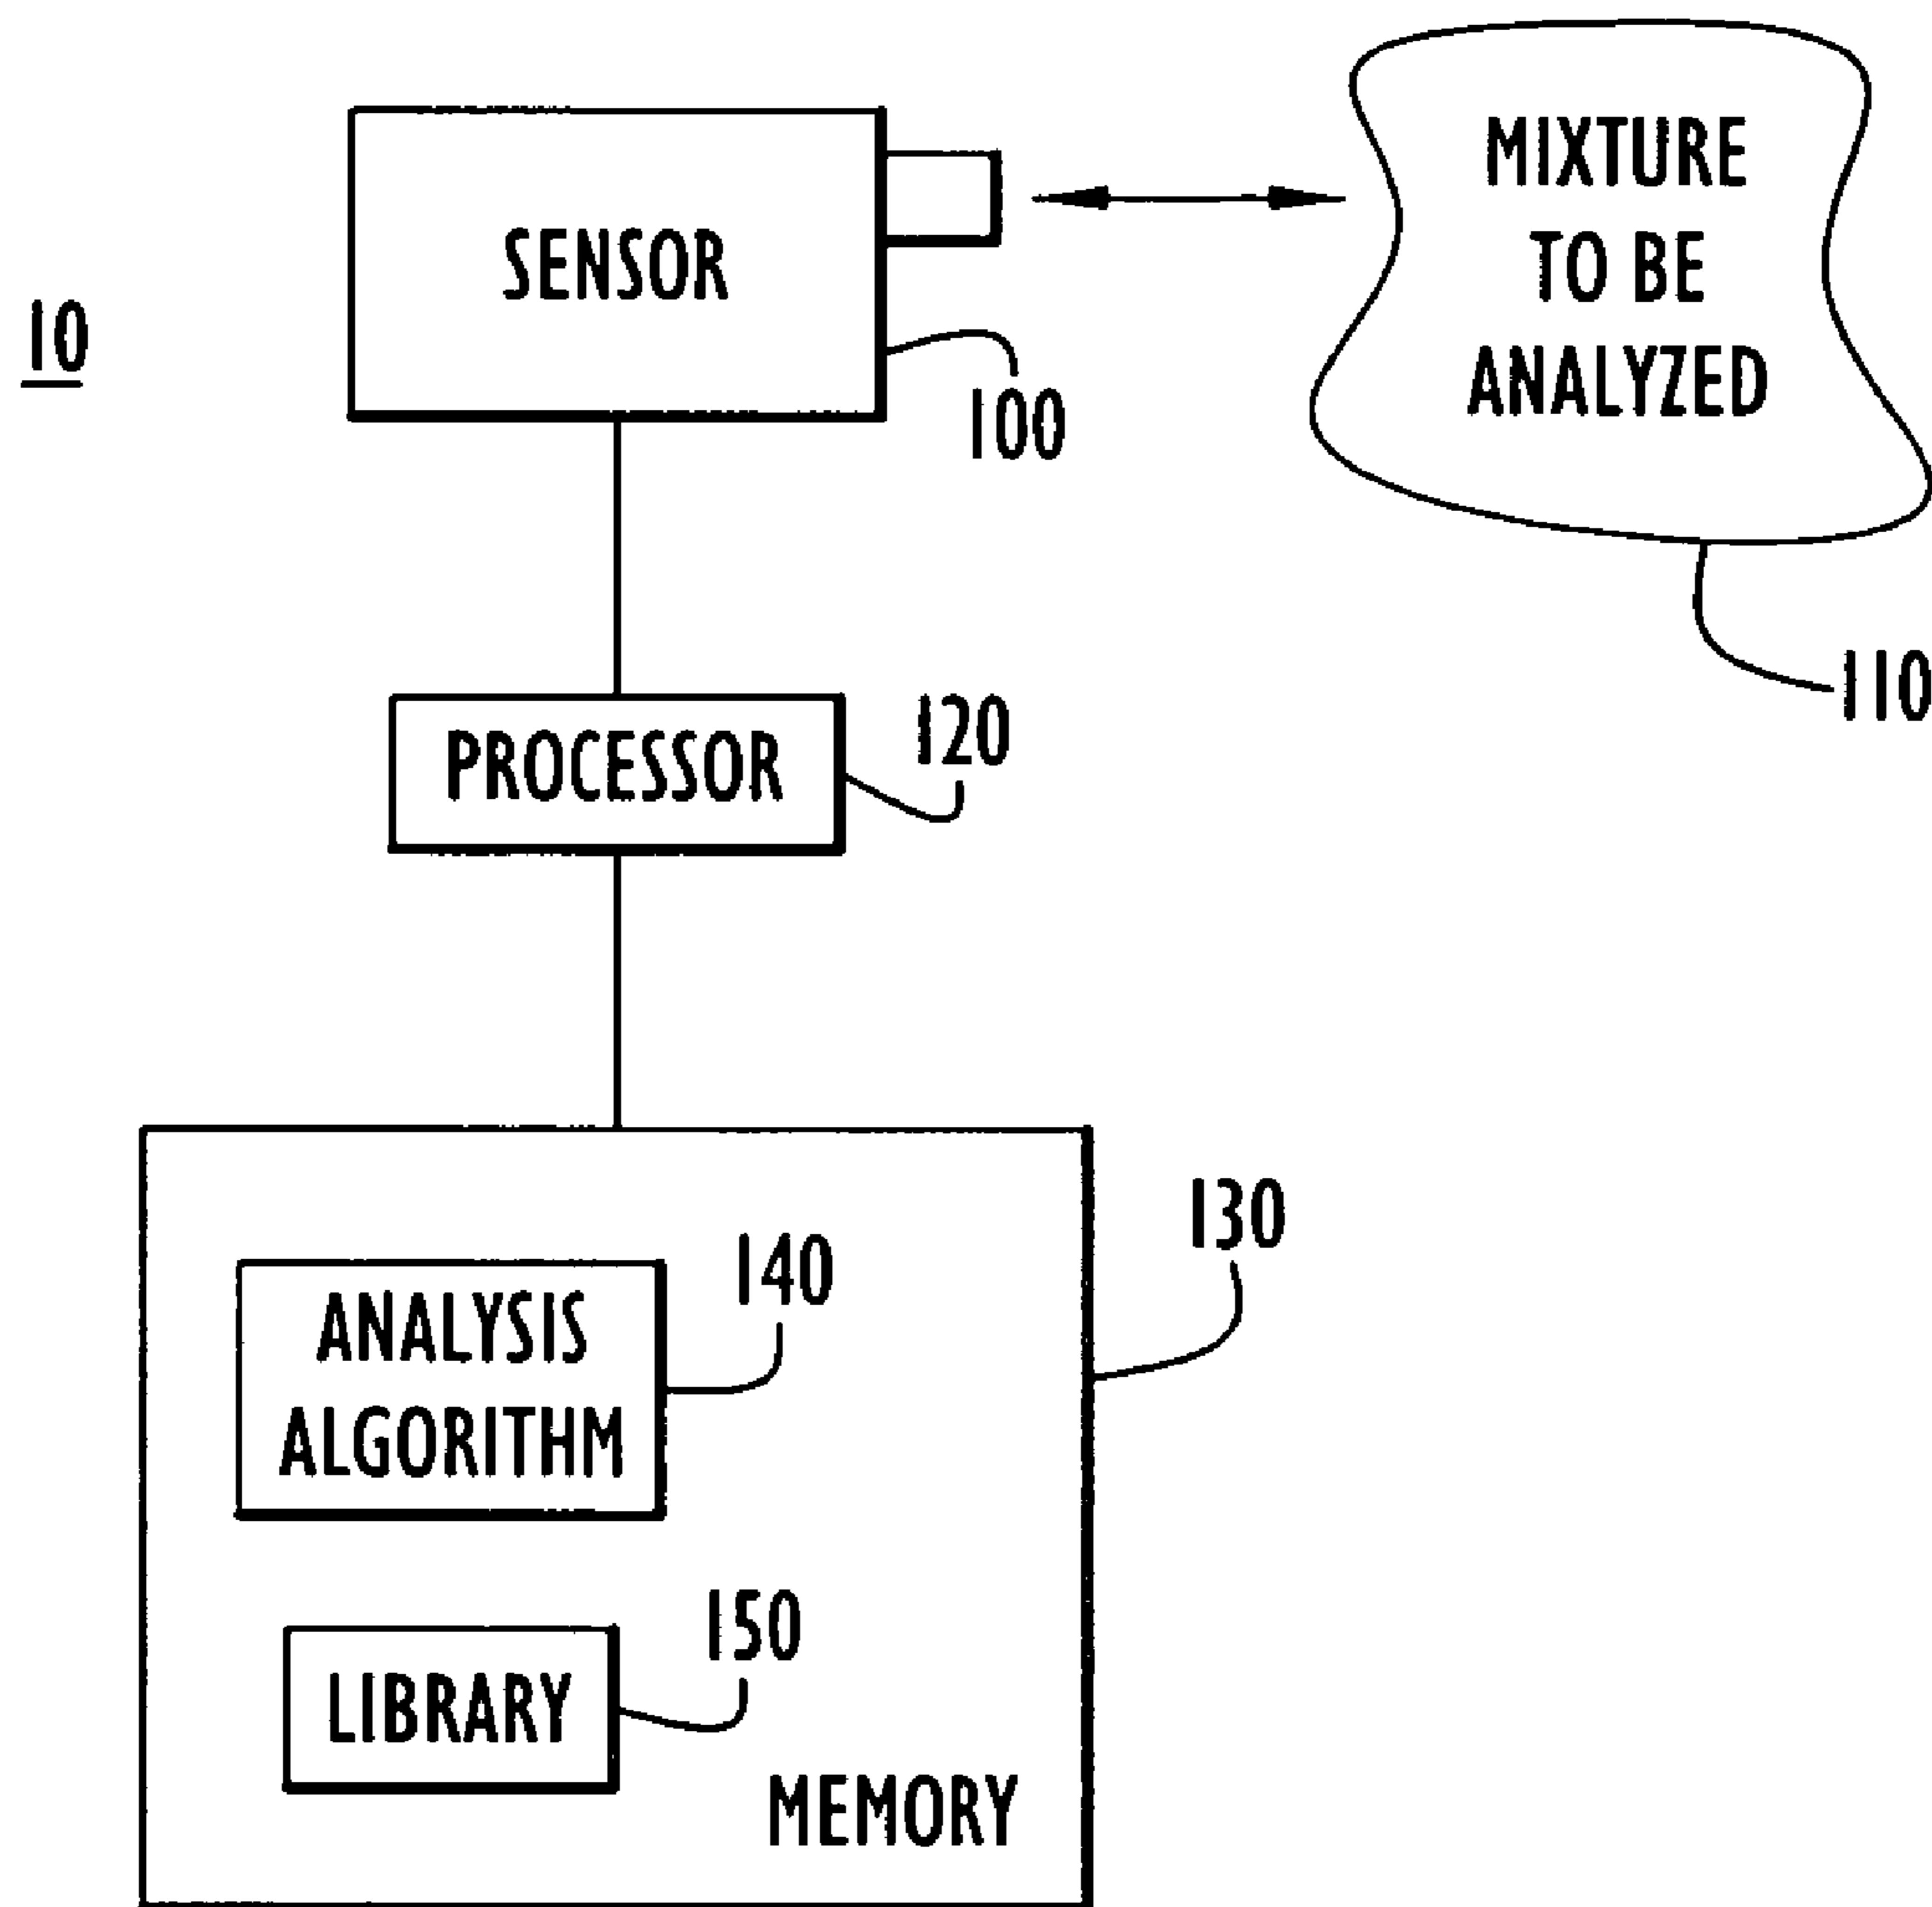 MIXTURE
TO BE
ANALYZED
SENSOR
10
100
110
PROCESSOR
120
130
140
ANALYSIS
ALGORITHM
150
LIBRARY
MEMORY